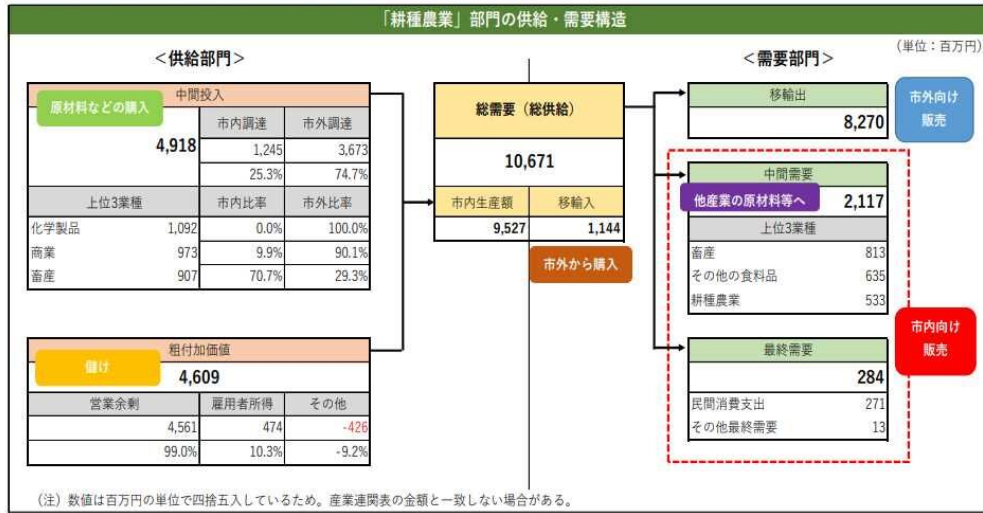 「耕種農業」部門の供給・需要構造
(単位：百万円)
＜供給部門＞
＜需要部門＞
中間投入
原材料などの購入
市内調達 市外調達
4,918
1,245 3,673
25.3% 74.7%
上位3業種 市内比率 市外比率
化学製品 1,092 0.0% 100.0%
商業 973 9.9% 90.1%
畜産 907 70.7% 29.3%
粗付加価値
儲け
4,609
営業余剰 雇用者所得 その他
4,561 474 -426
99.0% 10.3% -9.2%
総需要（総供給）
10,671
市内生産額 移輸入
9,527 1,144
市外から購入
移輸出
8,270
市外向け
販売
中間需要
他産業の原材料等へ
2,117
上位3業種
畜産 813
その他の食料品 635
耕種農業 533
市内向け
販売
最終需要
284
民間消費支出 271
その他最終需要 13
（注）数値は百万円の単位で四捨五入しているため。産業連関表の金額と一致しない場合がある。